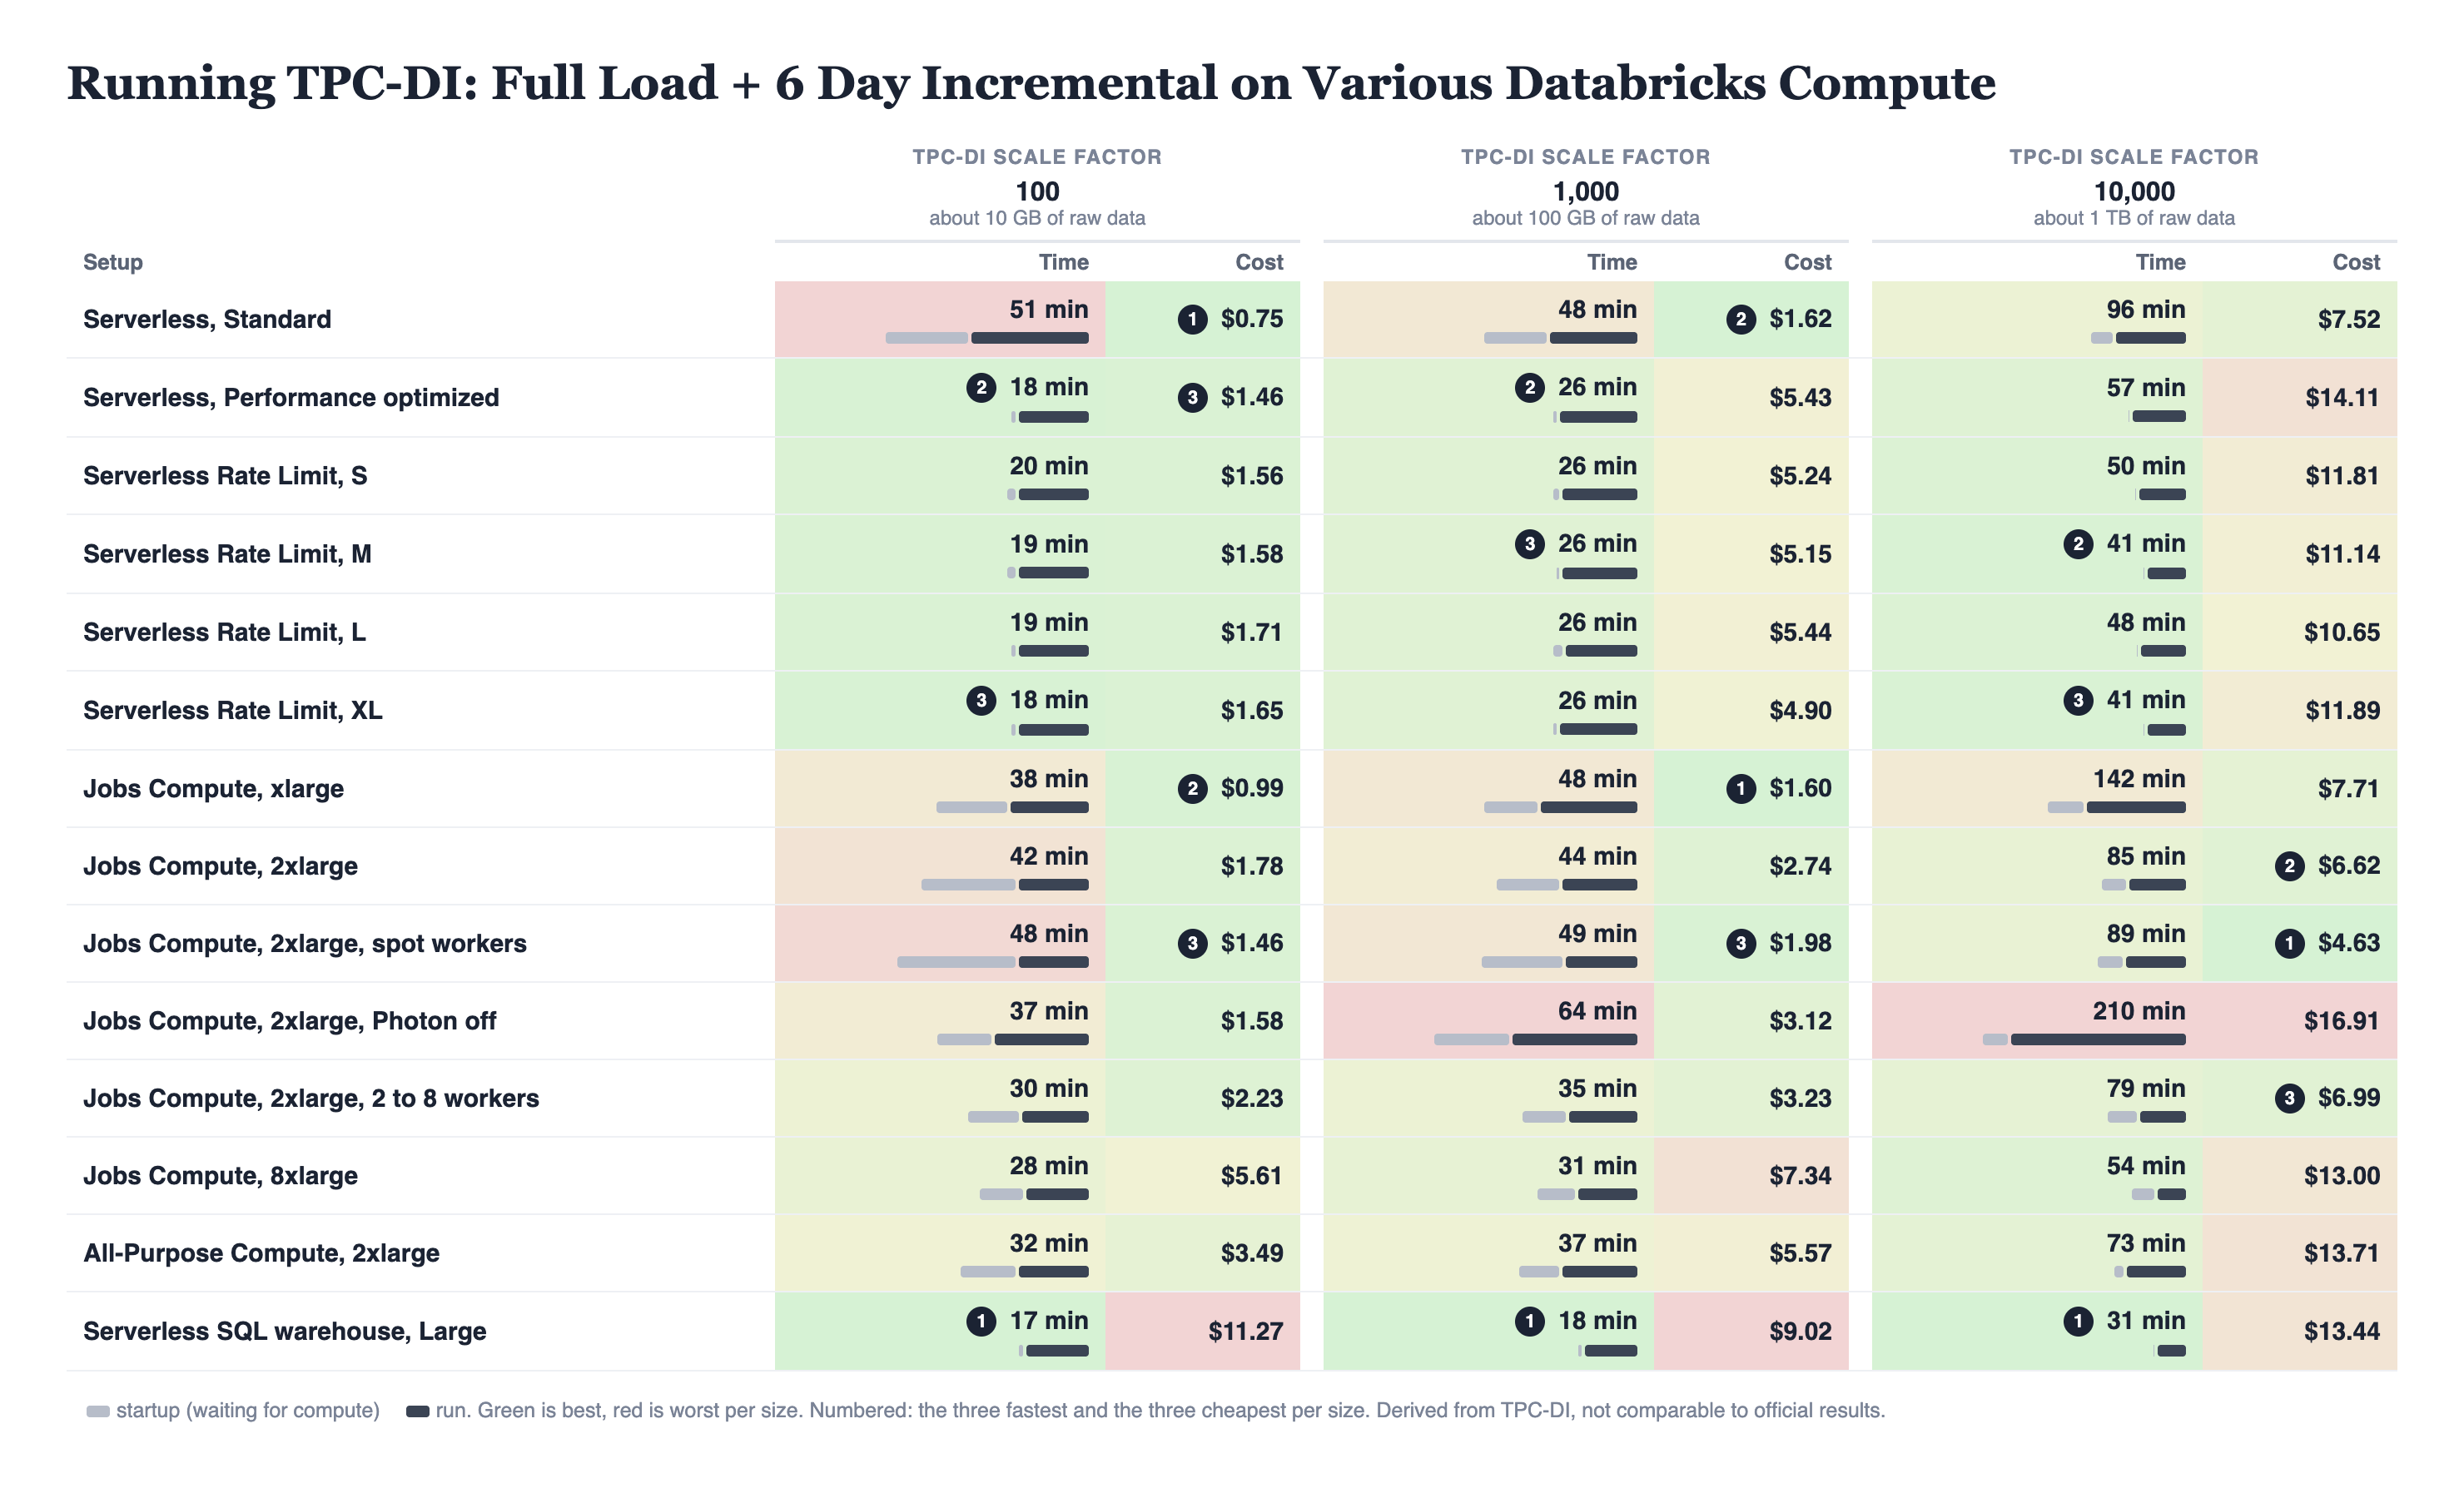 Running TPC-DI: Full Load + 6 Day Incremental on Various Databricks Compute
TPC-DI SCALE FACTOR TPC-DI SCALE FACTOR TPC-DI SCALE FACTOR
100 1,000 10,000
about 10 GB of raw data about 100 GB of raw data about 1 TB of raw data
Setup Time Cost Time Cost Time Cost
Serverless, Standard 51 min 1 $0.75 48 min 2 $1.62 96 min $7.52
Serverless, Performance optimized 2 18 min 3 $1.46 2 26 min $5.43 57 min $14.11
Serverless Rate Limit, S 20 min $1.56 26 min $5.24 50 min $11.81
Serverless Rate Limit, M 19 min $1.58 3 26 min $5.15 2 41 min $11.14
Serverless Rate Limit, L 19 min $1.71 26 min $5.44 48 min $10.65
Serverless Rate Limit, XL 3 18 min $1.65 26 min $4.90 3 41 min $11.89
Jobs Compute, xlarge 38 min 2 $0.99 48 min 1 $1.60 142 min $7.71
Jobs Compute, 2xlarge 42 min $1.78 44 min $2.74 85 min 2 $6.62
Jobs Compute, 2xlarge, spot workers 48 min 3 $1.46 49 min 3 $1.98 89 min 1 $4.63
Jobs Compute, 2xlarge, Photon off 37 min $1.58 64 min $3.12 210 min $16.91
Jobs Compute, 2xlarge, 2 to 8 workers 30 min $2.23 35 min $3.23 79 min 3 $6.99
Jobs Compute, 8xlarge 28 min $5.61 31 min $7.34 54 min $13.00
All-Purpose Compute, 2xlarge 32 min $3.49 37 min $5.57 73 min $13.71
Serverless SQL warehouse, Large 1 17 min $11.27 1 18 min $9.02 1 31 min $13.44
startup (waiting for compute) run. Green is best, red is worst per size. Numbered: the three fastest and the three cheapest per size. Derived from TPC-DI, not comparable to official results.